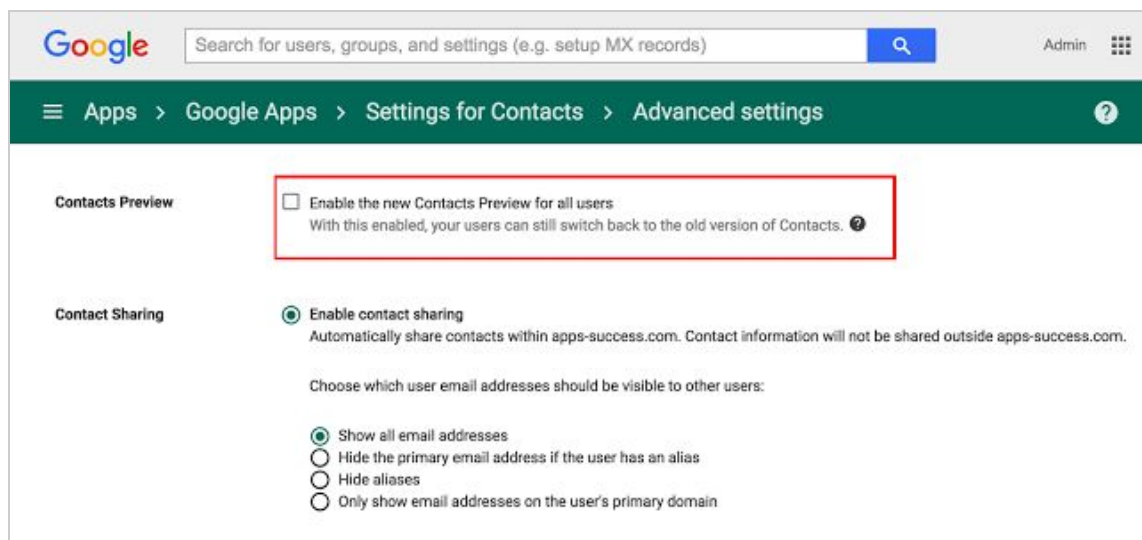 Google
Search for users, groups, and settings (e.g. setup MX records)
Admin
Apps > Google Apps > Settings for Contacts > Advanced settings
?
Contacts Preview
Enable the new Contacts Preview for all users
With this enabled, your users can still switch back to the old version of Contacts. ?
Contact Sharing
Enable contact sharing
Automatically share contacts within apps-success.com. Contact information will not be shared outside apps-success.com.
Choose which user email addresses should be visible to other users:
Show all email addresses
Hide the primary email address if the user has an alias
Hide aliases
Only show email addresses on the user's primary domain